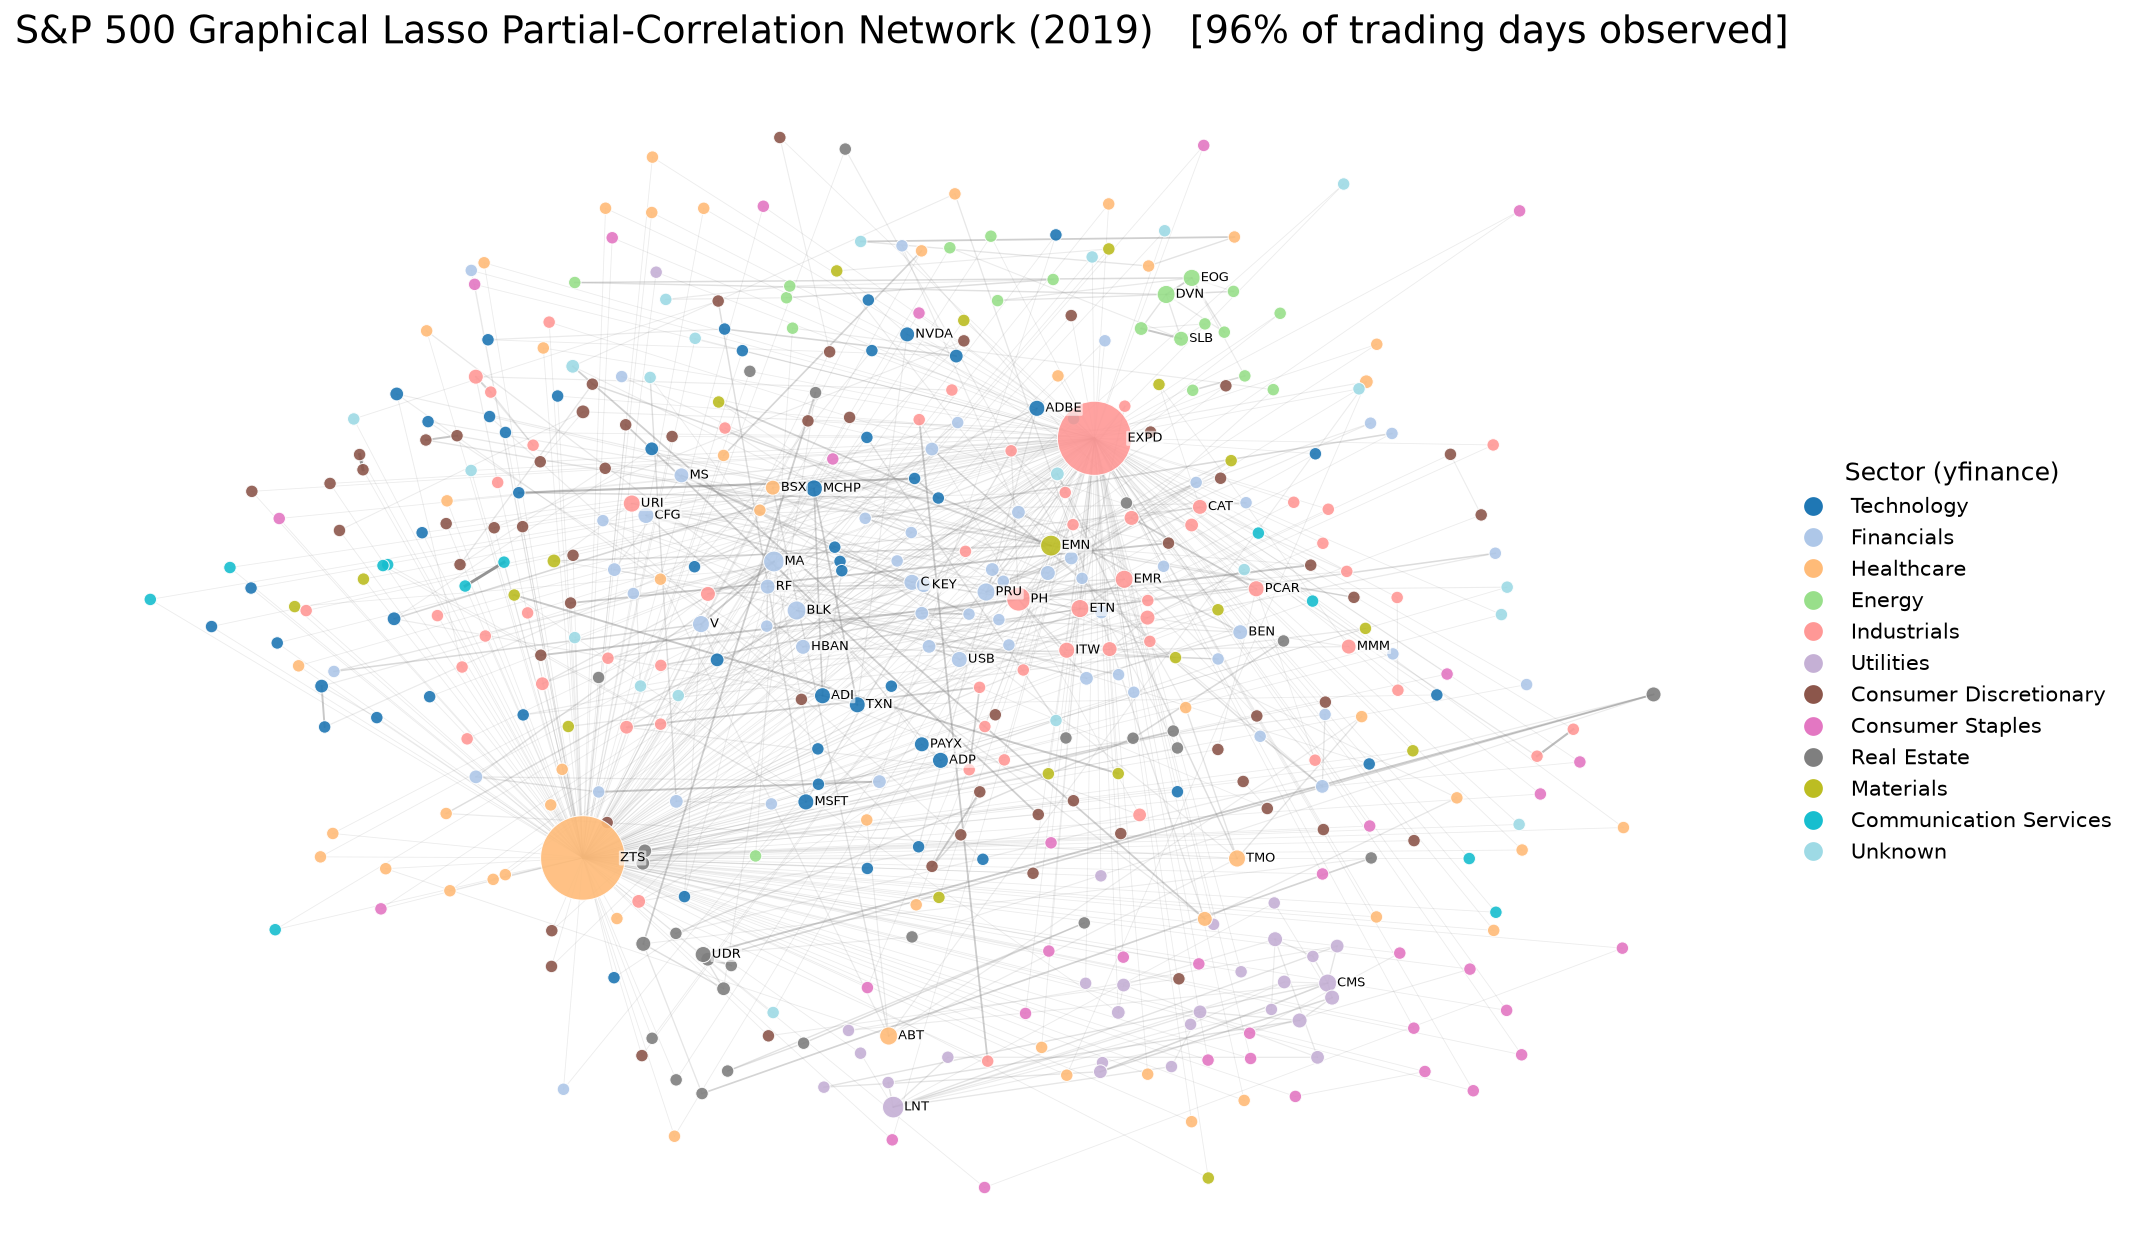 S&P 500 Graphical Lasso Partial-Correlation Network (2019)   [96% of trading days observed]
EOG
DVN
NVDA
SLB
ADBE
EXPD
MS
BSX
MCHP
URI
CFG
CAT
EMN
MA
EMR
C
KEY
RF
PRU
PH
PCAR
BLK
ETN
V
BEN
HBAN
ITW
MMM
USB
ADI
TXN
PAYX
ADP
MSFT
ZTS
TMO
UDR
CMS
ABT
LNT
Sector (yfinance)
Technology
Financials
Healthcare
Energy
Industrials
Utilities
Consumer Discretionary
Consumer Staples
Real Estate
Materials
Communication Services
Unknown